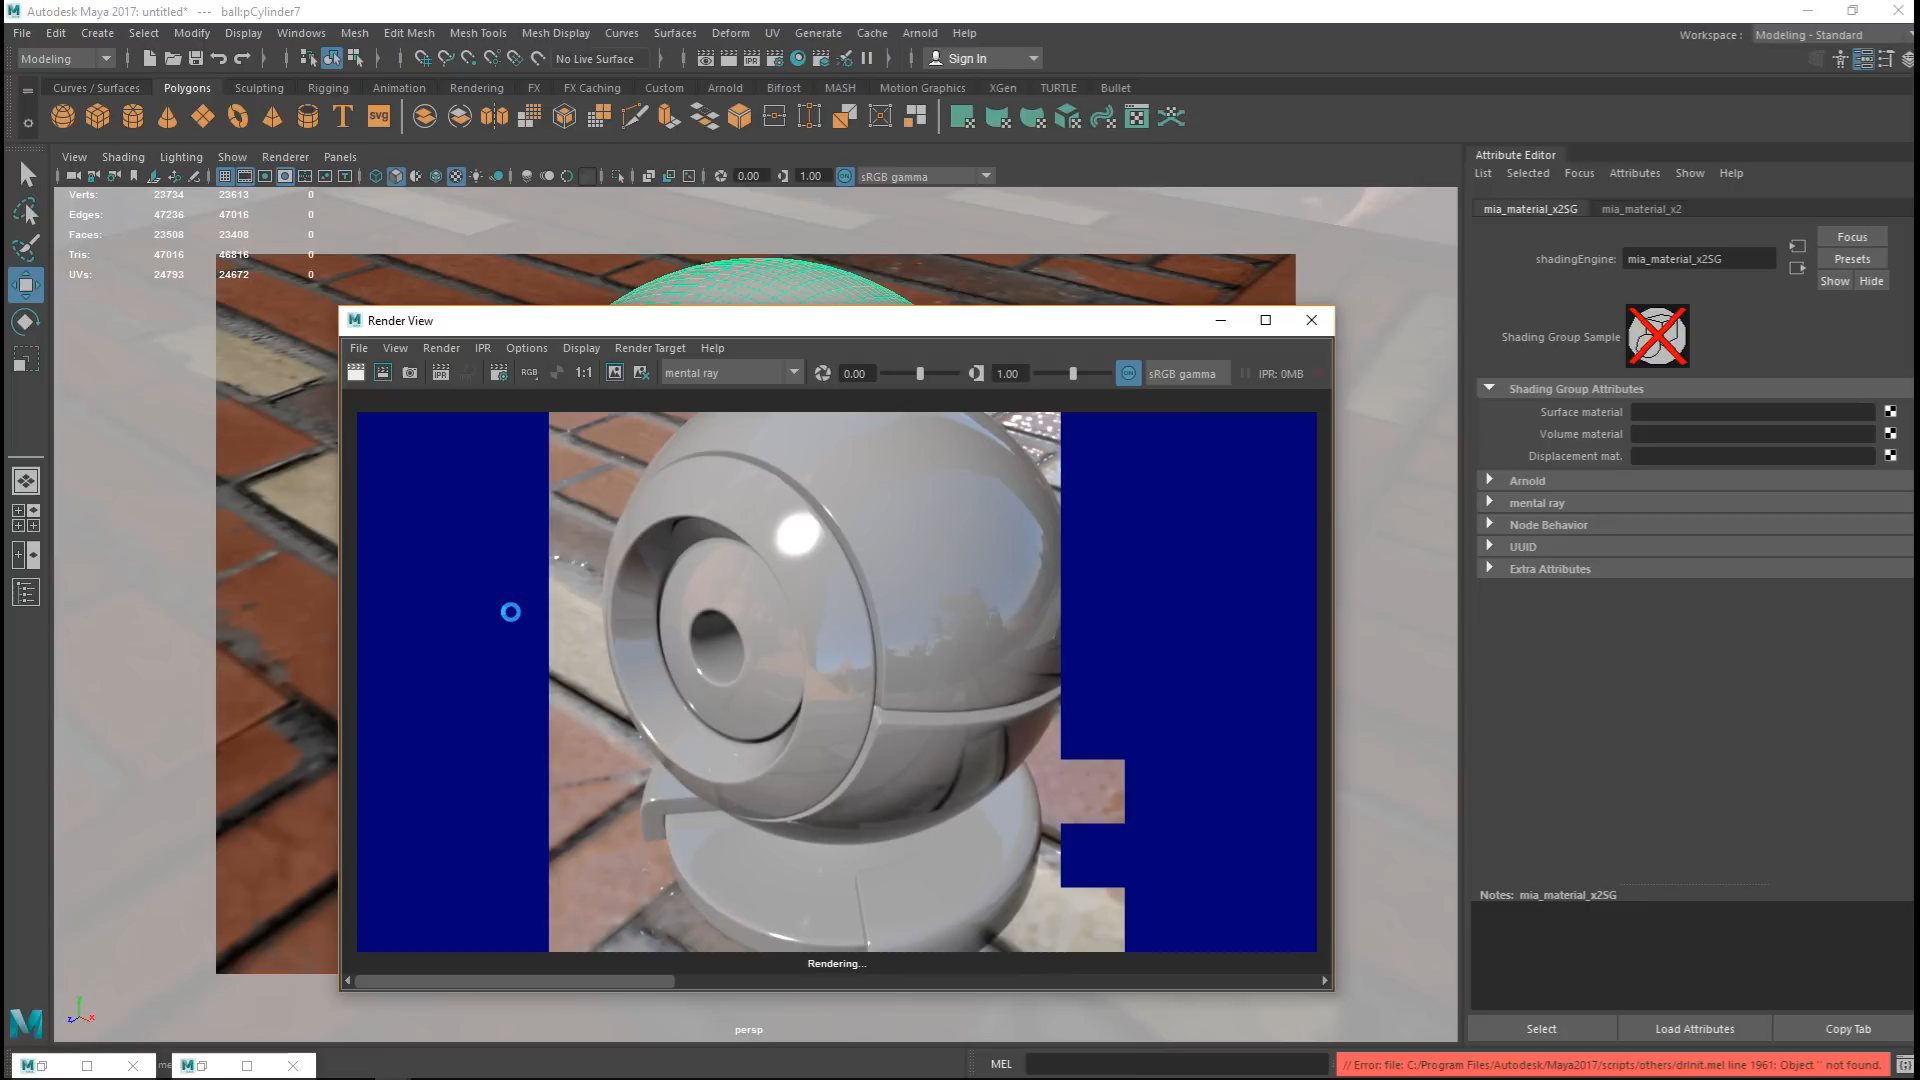 Autodesk Maya 2017: untitled* --- ball:pCylinder7
File Edit Create Select Modify Display Windows Mesh Edit Mesh Mesh Tools Mesh Display Curves Surfaces Deform UV Generate Cache Arnold Help
Workspace : Modeling - Standard
Modeling No Live Surface Sign In
Curves / Surfaces Polygons Sculpting Rigging Animation Rendering FX FX Caching Custom Arnold Bifrost MASH Motion Graphics XGen TURTLE Bullet
T svg
View Shading Lighting Show Renderer Panels
0.00 1.00 sRGB gamma
Verts: 23734 23613 0
Edges: 47236 47016 0
Faces: 23508 23408 0
Tris: 47016 46816 0
UVs: 24793 24672 0
Render View
File View Render IPR Options Display Render Target Help
IPR RGB 1:1 mental ray 0.00 1.00 ON sRGB gamma IPR: 0MB
Rendering...
persp
Attribute Editor
List Selected Focus Attributes Show Help
mia_material_x2SG mia_material_x2
Focus
shadingEngine: mia_material_x2SG Presets
Show Hide
Shading Group Sample
Shading Group Attributes
Surface material
Volume material
Displacement mat.
Arnold
mental ray
Node Behavior
UUID
Extra Attributes
Notes: mia_material_x2SG
Select Load Attributes Copy Tab
MEL // Error: file: C:/Program Files/Autodesk/Maya2017/scripts/others/drInit.mel line 1961: Object '' not found.